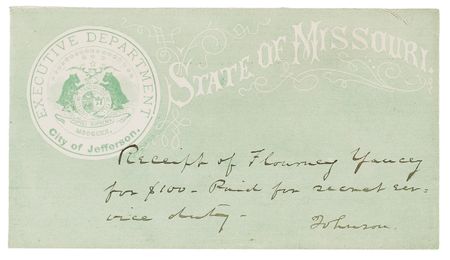 EXECUTIVE DEPARTMENT
City of Jefferson.
MDCCCXX.
STATE OF MISSOURI.
Receipt of Flourney Yancey
for $100 - Paid for secret ser-
vice duty -
Johnson.